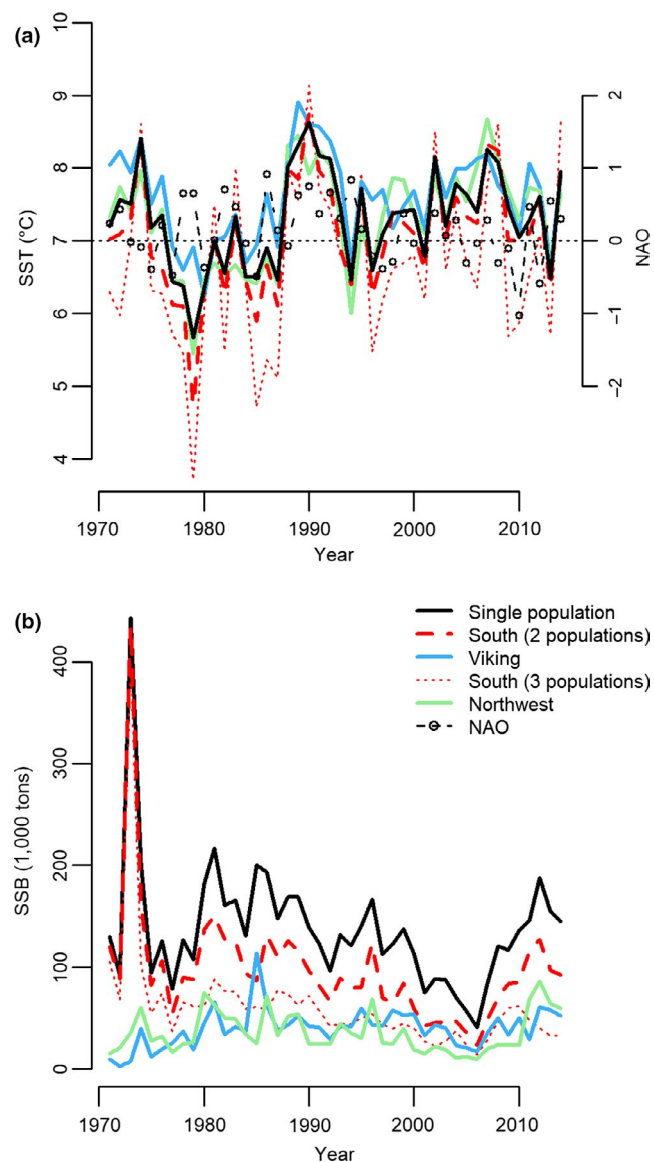 (a)
10
9
8
7
6
5
4
SST (°C)
2
1
0
−1
−2
NAO
1970
1980
1990
2000
2010
Year
(b)
Single population
South (2 populations)
Viking
South (3 populations)
Northwest
NAO
400
300
200
100
0
SSB (1,000 tons)
1970
1980
1990
2000
2010
Year